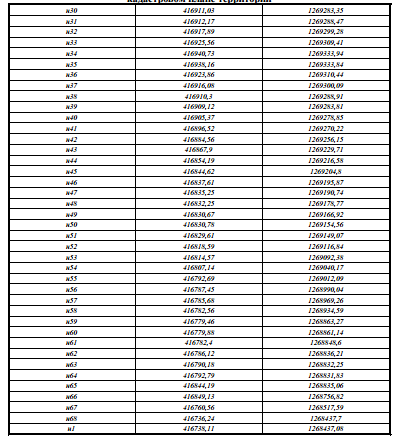 кадастровом плане территории
н30 416911,03 1269283,35
н31 416912,17 1269288,47
н32 416917,89 1269299,28
н33 416925,56 1269309,41
н34 416940,73 1269333,94
н35 416938,16 1269333,84
н36 416923,86 1269310,44
н37 416916,08 1269300,09
н38 416910,3 1269288,91
н39 416909,12 1269283,81
н40 416905,37 1269278,85
н41 416896,52 1269270,22
н42 416884,56 1269256,15
н43 416867,9 1269229,71
н44 416854,19 1269216,58
н45 416844,62 1269204,8
н46 416837,61 1269195,87
н47 416835,25 1269190,74
н48 416832,25 1269178,77
н49 416830,67 1269166,92
н50 416830,78 1269154,56
н51 416829,61 1269149,07
н52 416818,59 1269116,84
н53 416814,57 1269092,38
н54 416807,14 1269040,17
н55 416792,69 1269012,09
н56 416787,45 1268990,04
н57 416785,68 1268969,26
н58 416782,56 1268934,59
н59 416779,46 1268863,27
н60 416779,88 1268861,14
н61 416782,4 1268848,6
н62 416786,12 1268836,21
н63 416790,18 1268832,25
н64 416792,79 1268831,83
н65 416844,19 1268835,06
н66 416849,13 1268756,82
н67 416760,56 1268517,59
н68 416736,24 1268437,7
н1 416738,11 1268437,08